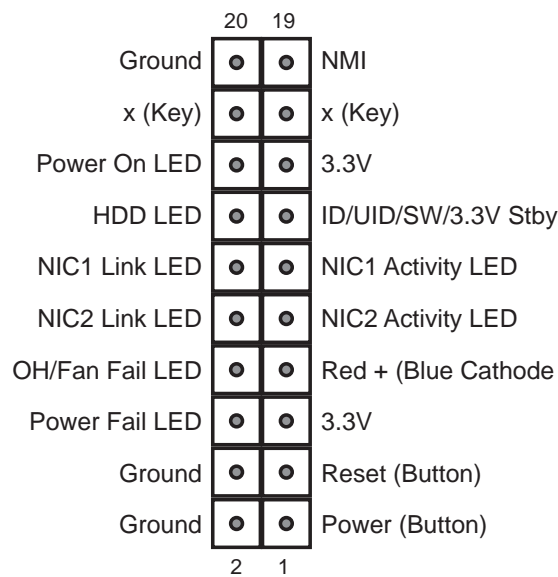 20 19
Ground NMI
x (Key) x (Key)
Power On LED 3.3V
HDD LED ID/UID/SW/3.3V Stby
NIC1 Link LED NIC1 Activity LED
NIC2 Link LED NIC2 Activity LED
OH/Fan Fail LED Red + (Blue Cathode
Power Fail LED 3.3V
Ground Reset (Button)
Ground Power (Button)
2 1